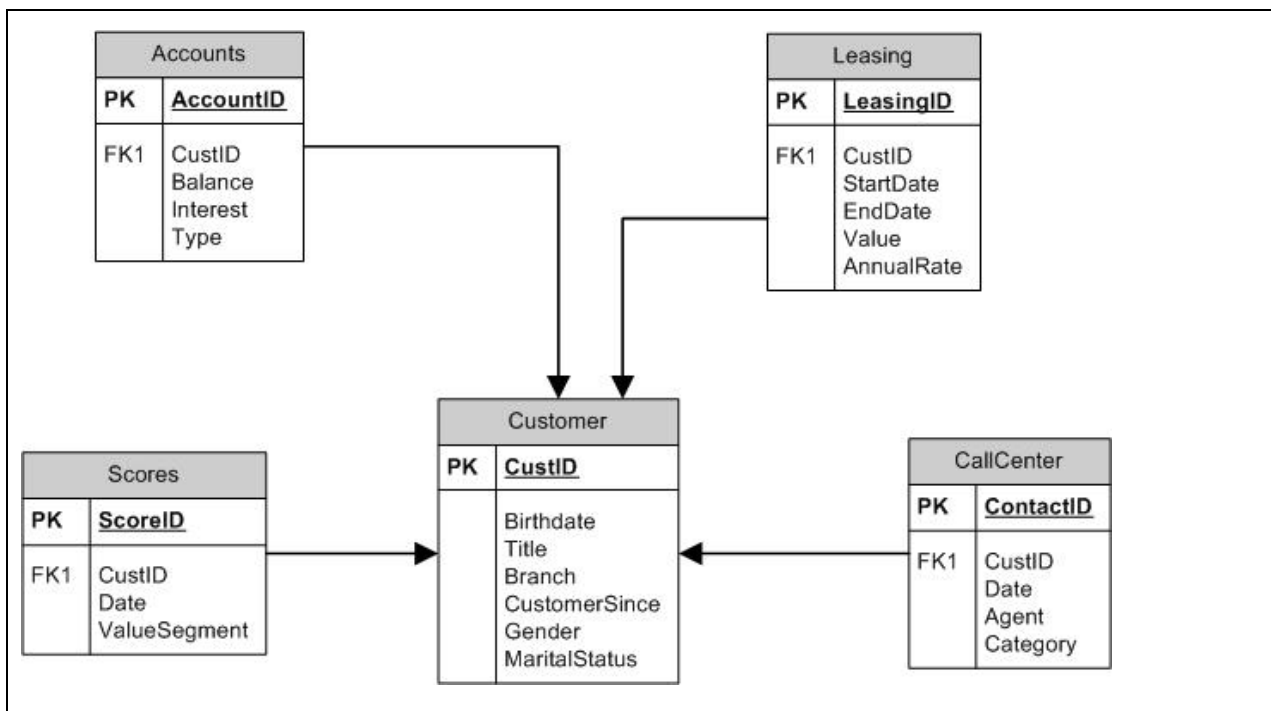 Accounts
PK AccountID
FK1 CustID
Balance
Interest
Type
Leasing
PK LeasingID
FK1 CustID
StartDate
EndDate
Value
AnnualRate
Scores
PK ScoreID
FK1 CustID
Date
ValueSegment
Customer
PK CustID
Birthdate
Title
Branch
CustomerSince
Gender
MaritalStatus
CallCenter
PK ContactID
FK1 CustID
Date
Agent
Category